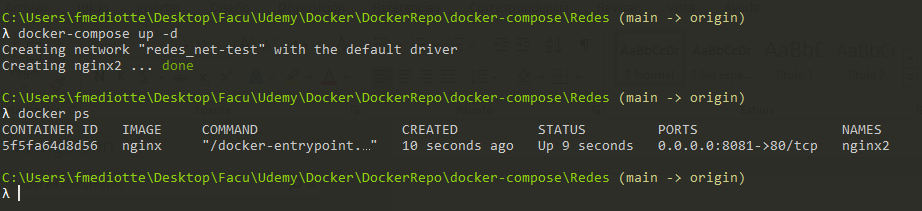 C:\Users\fmediotte\Desktop\Facu\Udemy\Docker\DockerRepo\docker-compose\Redes (main -> origin)
λ docker-compose up -d
Creating network "redes_net-test" with the default driver
Creating nginx2 ... done
C:\Users\fmediotte\Desktop\Facu\Udemy\Docker\DockerRepo\docker-compose\Redes (main -> origin)
λ docker ps
CONTAINER ID   IMAGE     COMMAND                  CREATED          STATUS         PORTS                  NAMES
5f5fa64d8d56   nginx     "/docker-entrypoint.…"   10 seconds ago   Up 9 seconds   0.0.0.0:8081->80/tcp   nginx2
C:\Users\fmediotte\Desktop\Facu\Udemy\Docker\DockerRepo\docker-compose\Redes (main -> origin)
λ